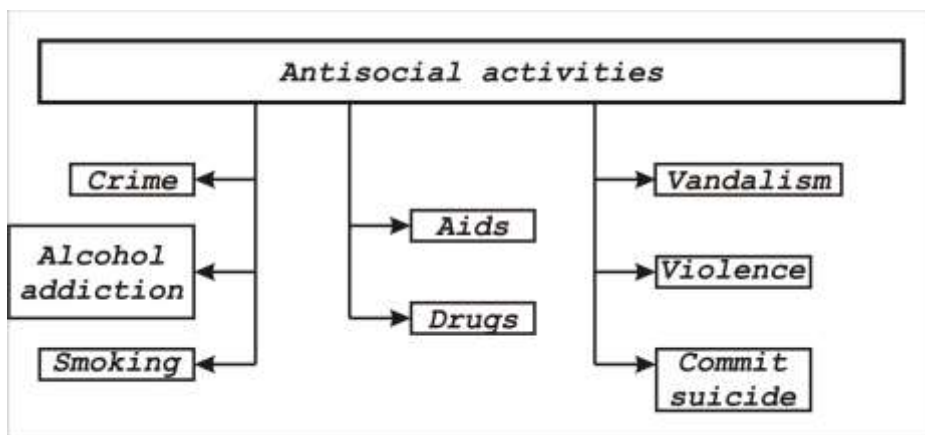 Antisocial activities
Crime
Alcohol
addiction
Smoking
Aids
Drugs
Vandalism
Violence
Commit
suicide